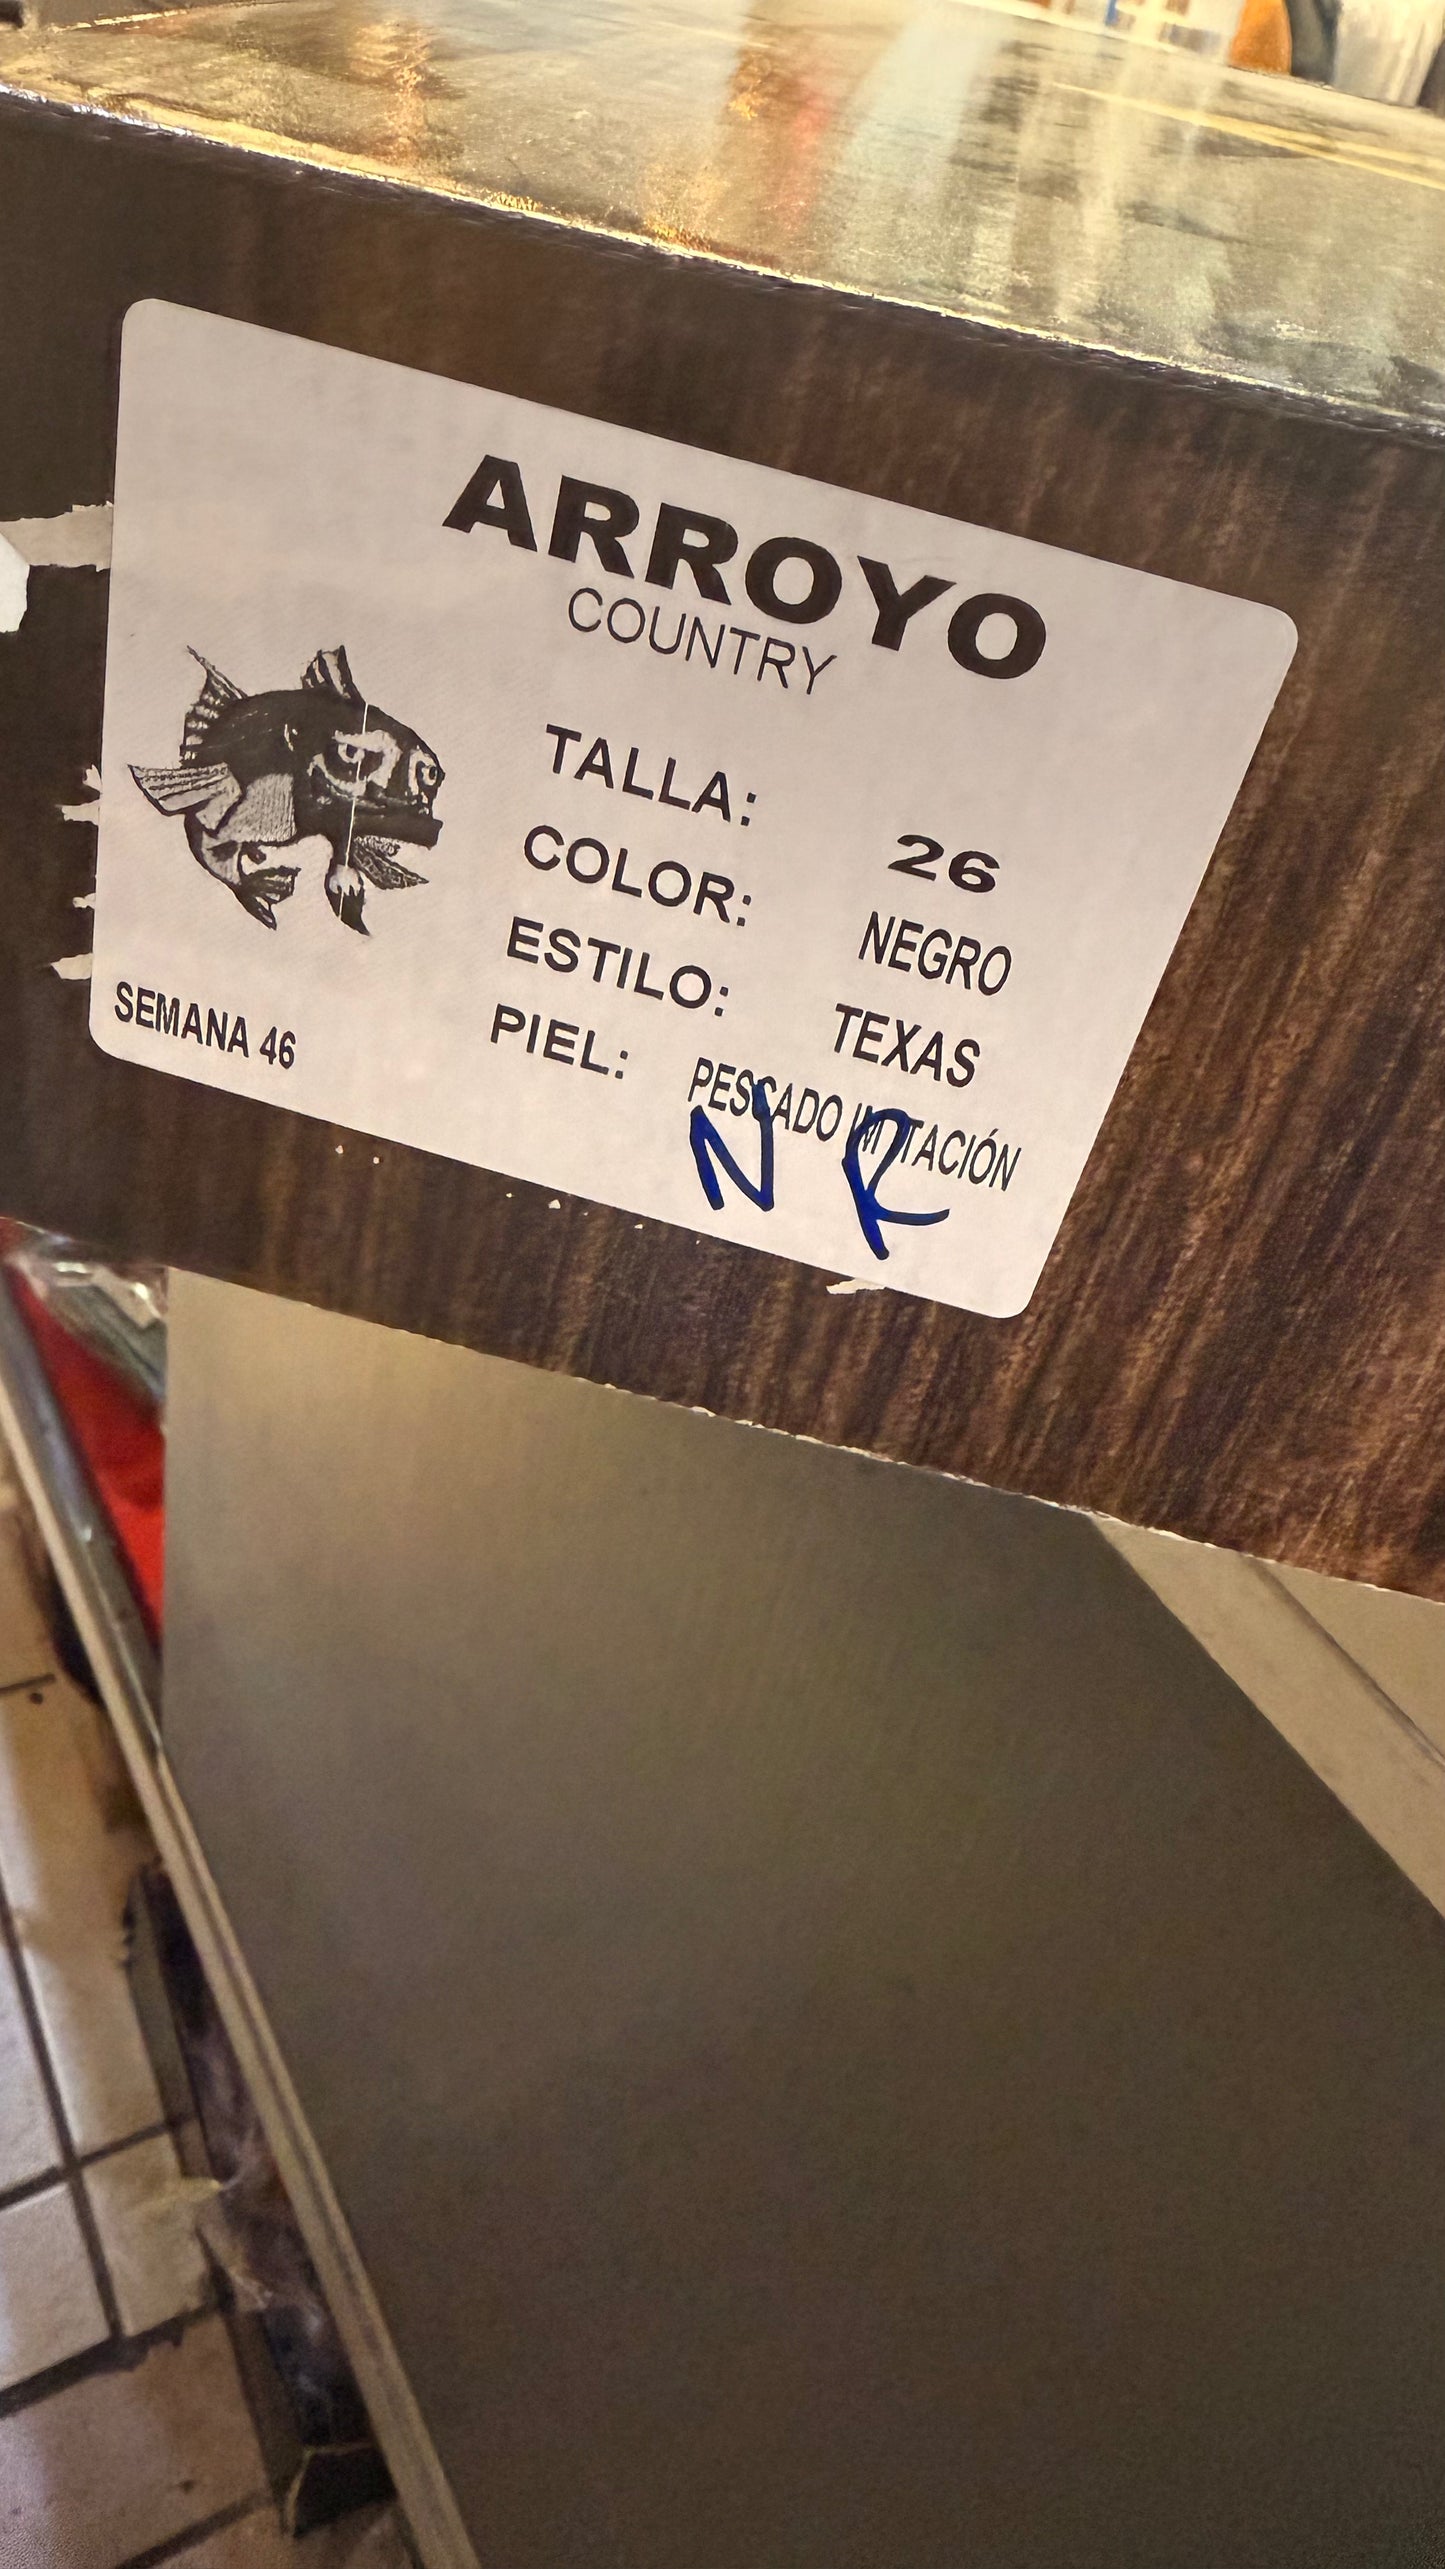 ARROYO
COUNTRY
TALLA: 26
COLOR: NEGRO
ESTILO: TEXAS
PIEL: PESCADO IMITACIÓN
N R
SEMANA 46